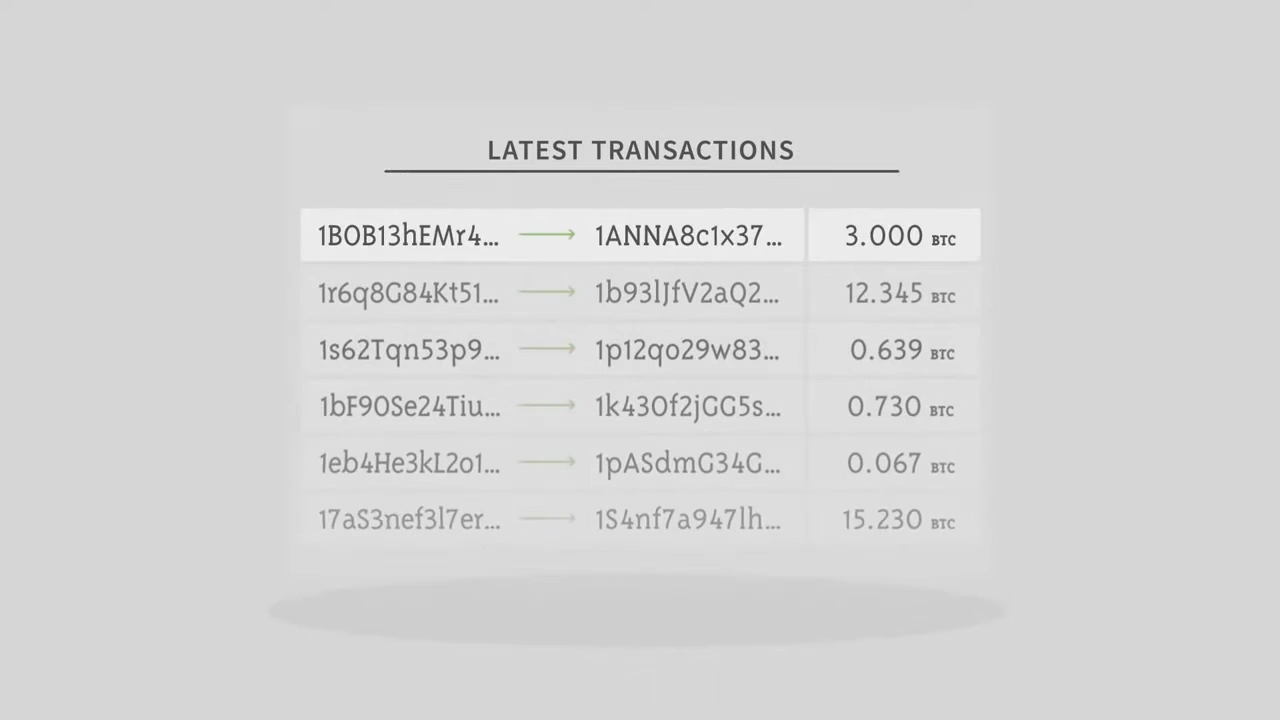 LATEST TRANSACTIONS
1BOB13hEMr4... → 1ANNA8c1x37... 3.000 BTC
1r6q8G84Kt51... → 1b93lJfV2aQ2... 12.345 BTC
1s62Tqn53p9... → 1p12qo29w83... 0.639 BTC
1bF9OSe24Tiu... → 1k43Of2jGG5s... 0.730 BTC
1eb4He3kL2o1... → 1pASdmG34G... 0.067 BTC
17aS3nef3l7er... → 1S4nf7a947lh... 15.230 BTC